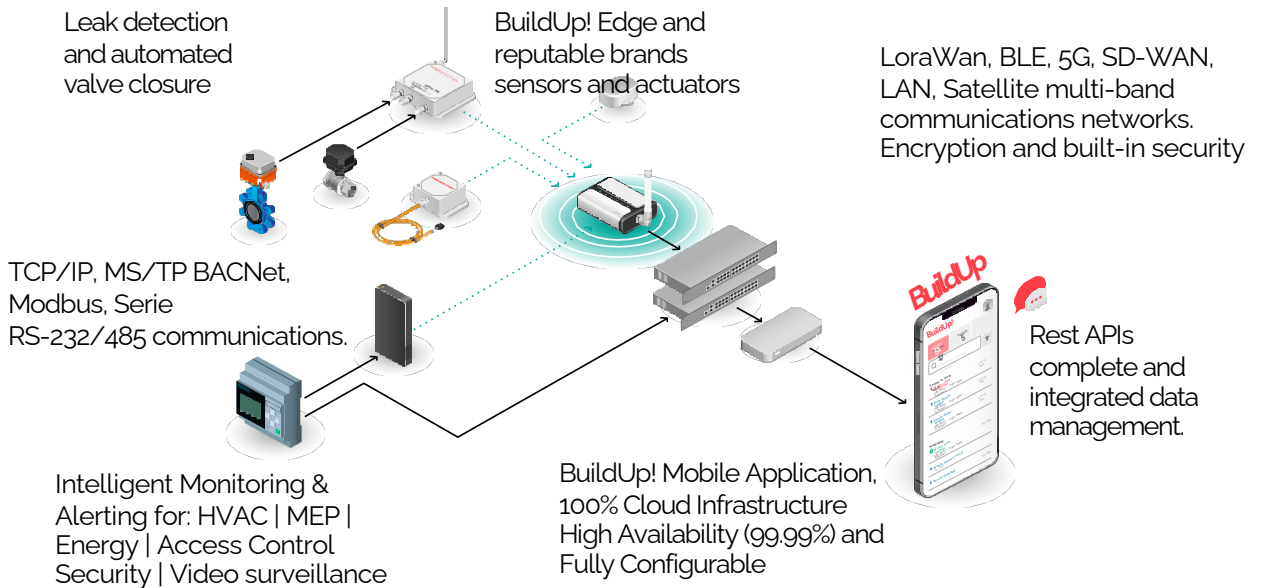 Leak detection
and automated
valve closure
BuildUp! Edge and
reputable brands
sensors and actuators
LoraWan, BLE, 5G, SD-WAN,
LAN, Satellite multi-band
communications networks.
Encryption and built-in security
TCP/IP, MS/TP BACNet,
Modbus, Serie
RS-232/485 communications.
BuildUp
BuildUp!
Rest APIs
complete and
integrated data
management.
Intelligent Monitoring &
Alerting for: HVAC | MEP |
Energy | Access Control
Security | Video surveillance
BuildUp! Mobile Application,
100% Cloud Infrastructure
High Availability (99.99%) and
Fully Configurable